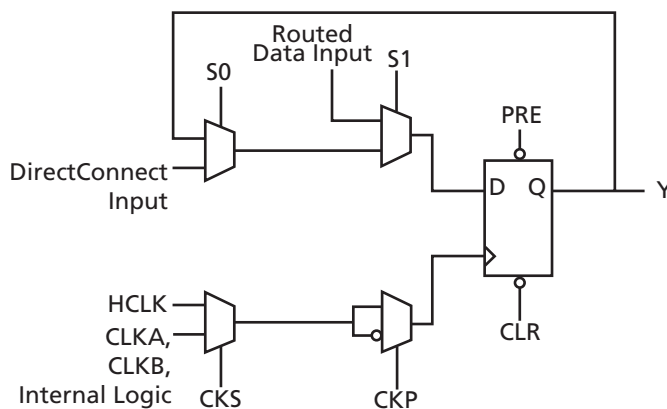 Routed
Data Input
S1
S0
PRE
DirectConnect
Input
D
Q
Y
HCLK
CLKA,
CLKB,
Internal Logic
CKS
CKP
CLR